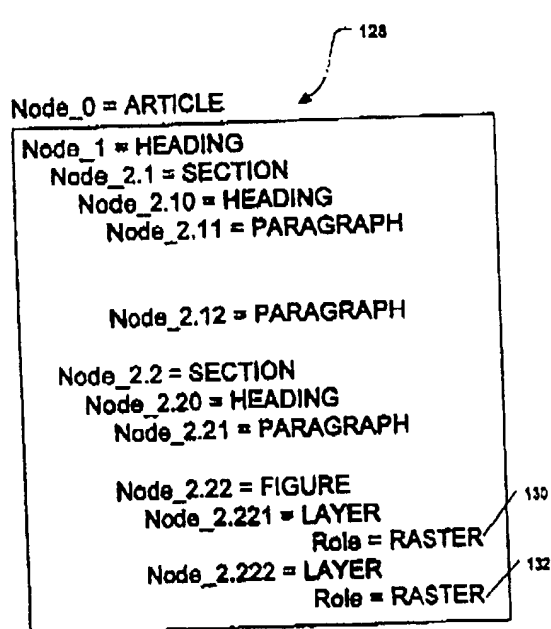 128
Node_0 = ARTICLE
Node_1 = HEADING
Node_2.1 = SECTION
Node_2.10 = HEADING
Node_2.11 = PARAGRAPH
Node_2.12 = PARAGRAPH
Node_2.2 = SECTION
Node_2.20 = HEADING
Node_2.21 = PARAGRAPH
Node_2.22 = FIGURE
Node_2.221 = LAYER
Role = RASTER 130
Node_2.222 = LAYER
Role = RASTER 132